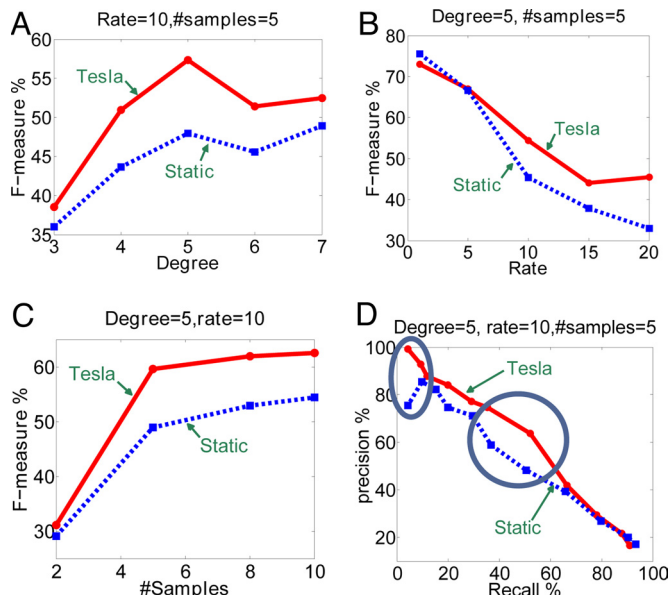 A
Rate=10,#samples=5
60
55
50
45
40
35
F-measure %
Tesla
Static
3
4
5
6
7
Degree
B
Degree=5, #samples=5
80
70
60
50
40
30
F-measure %
Tesla
Static
0
5
10
15
20
Rate
C
Degree=5,rate=10
60
50
40
30
F-measure %
Tesla
Static
2
4
6
8
10
#Samples
D
Degree=5, rate=10,#samples=5
100
80
60
40
20
precision %
Tesla
Static
0
20
40
60
80
100
Recall %